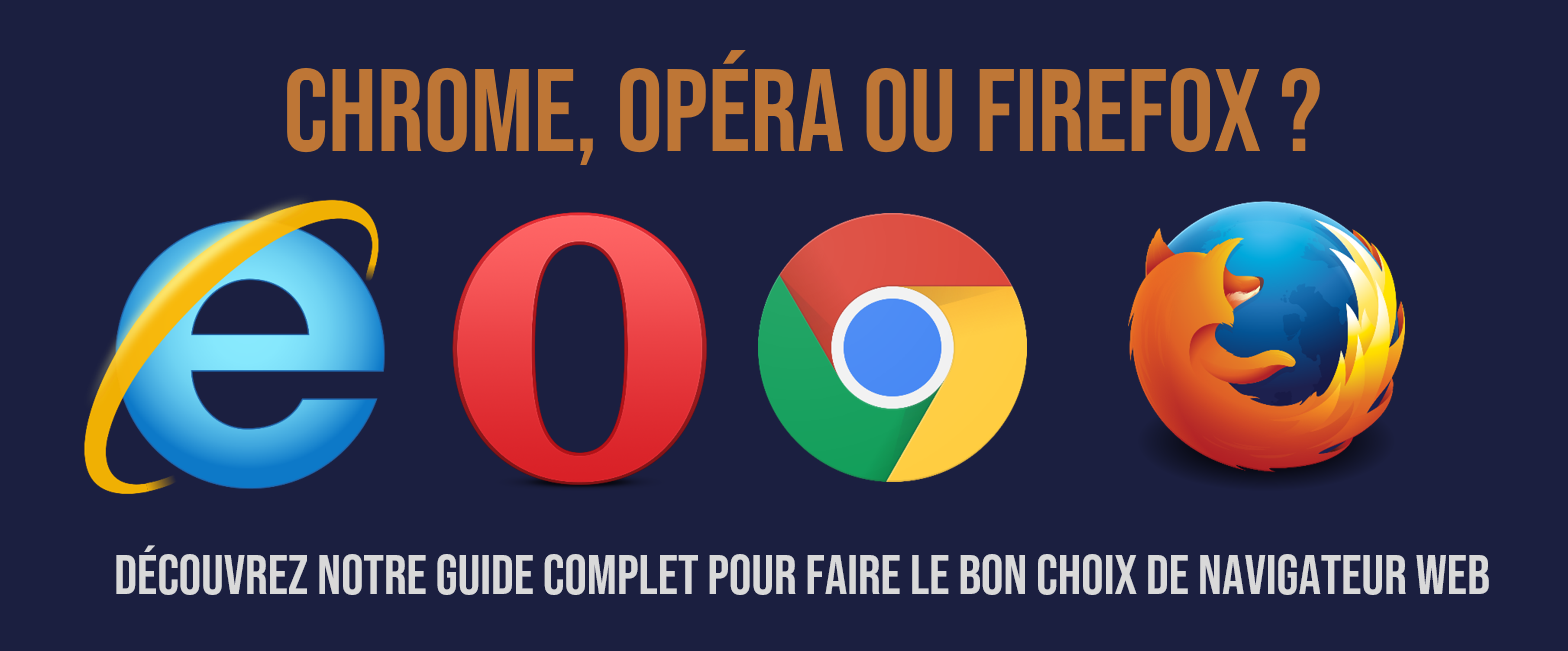 CHROME, OPÉRA OU FIREFOX ?
DÉCOUVREZ NOTRE GUIDE COMPLET POUR FAIRE LE BON CHOIX DE NAVIGATEUR WEB